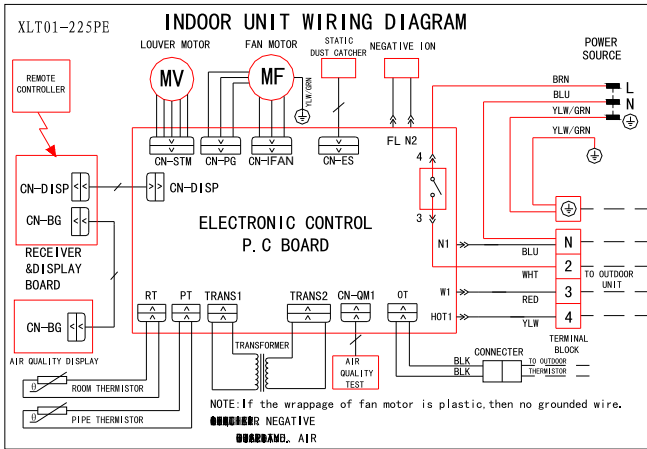 XLT01-225PE
INDOOR UNIT WIRING DIAGRAM
LOUVER MOTOR
FAN MOTOR
STATIC
DUST CATCHER
NEGATIVE ION
POWER
SOURCE
REMOTE
CONTROLLER
MV
MF
YLW/GRN
BRN
L
BLU
N
YLW/GRN
YLW/GRN
FL N2
CN-STM
CN-PG
CN-IFAN
CN-ES
4
3
CN-DISP
CN-DISP
CN-BG
ELECTRONIC CONTROL
P.C BOARD
RECEIVER
&DISPLAY
BOARD
N1
BLU
N
WHT
2
TO OUTDOOR
UNIT
W1
RED
3
HOT1
YLW
4
RT
PT
TRANS1
TRANS2
CN-QM1
OT
CN-BG
AIR QUALITY DISPLAY
TRANSFORMER
AIR
QUALITY
TEST
BLK
BLK
CONNECTER
TERMINAL
BLOCK
TO OUTDOOR
THERMISTOR
θ
ROOM THERMISTOR
θ
PIPE THERMISTOR
NOTE:If the wrappage of fan motor is plastic,then no grounded wire.
NEGATIVE
AIR